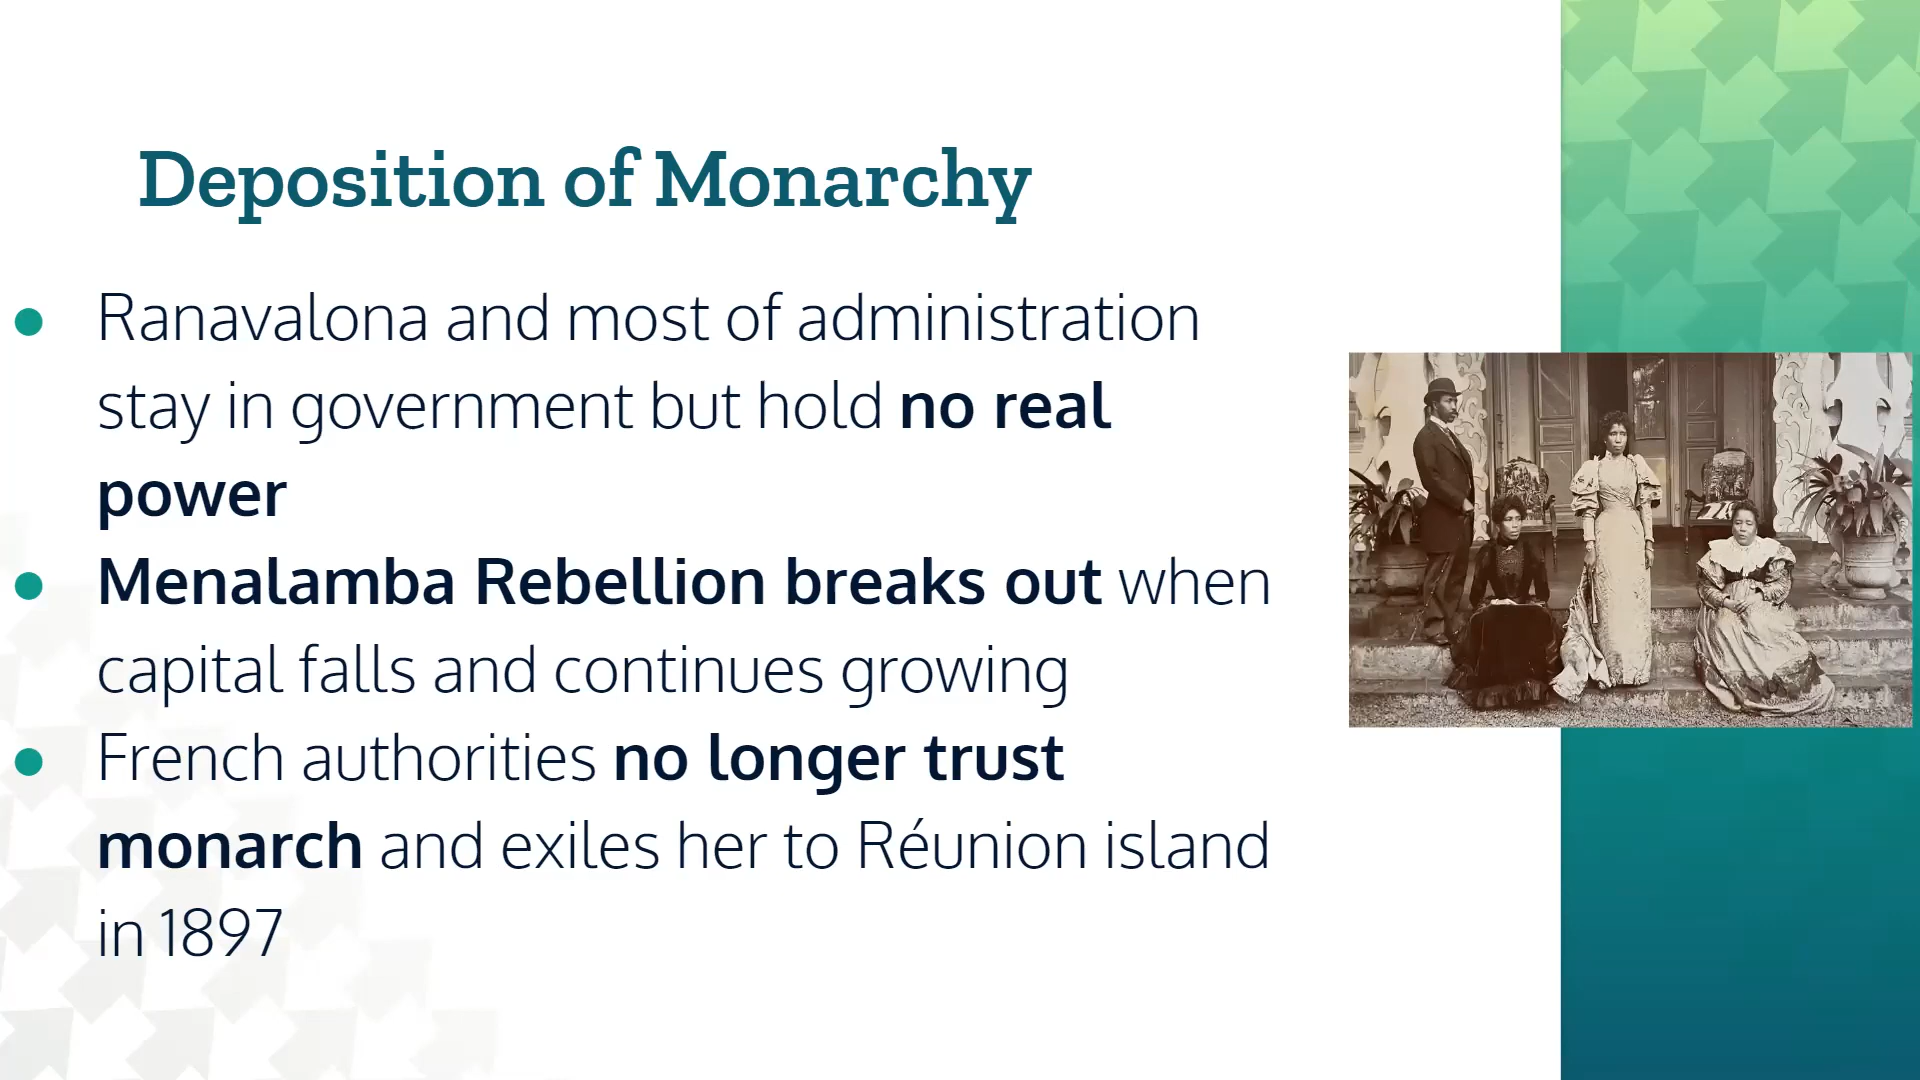 Deposition of Monarchy
● Ranavalona and most of administration
stay in government but hold no real
power
● Menalamba Rebellion breaks out when
capital falls and continues growing
● French authorities no longer trust
monarch and exiles her to Réunion island
in 1897